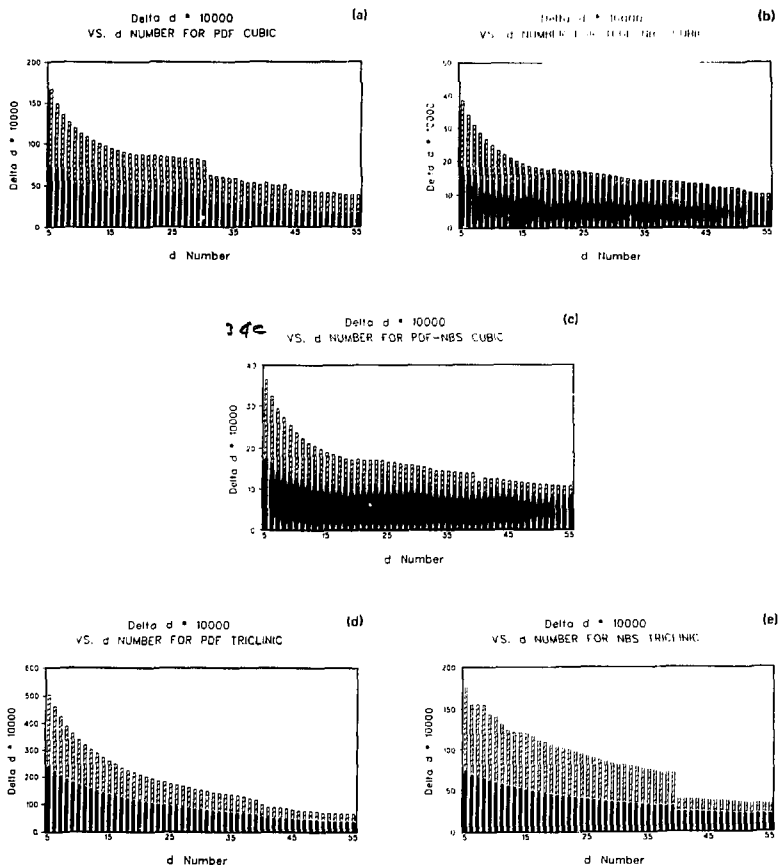 Delta d * 10000
VS. d NUMBER FOR PDF CUBIC
(a)
200
150
100
50
0
5 15 25 35 45 55
Delta d * 10000
d Number
Delta d * 10000
VS. d NUMBER CUBIC
(b)
50
40
30
20
10
0
5 15 25 35 45 55
Delta d * 10000
d Number
34c
Delta d * 10000
VS. d NUMBER FOR PDF-NBS CUBIC
(c)
40
30
20
10
0
5 15 25 35 45 55
Delta d * 10000
d Number
Delta d * 10000
VS. d NUMBER FOR PDF TRICLINIC
(d)
600
500
400
300
200
100
0
5 15 25 35 45 55
Delta d * 10000
d Number
Delta d * 10000
VS. d NUMBER FOR NBS TRICLINIC
(e)
200
150
100
50
0
5 15 25 35 45 55
Delta d * 10000
d Number